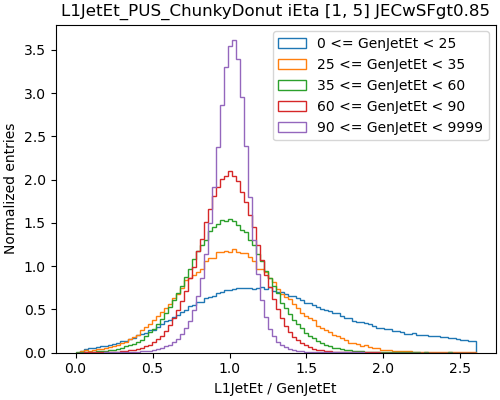 L1JetEt_PUS_ChunkyDonut iEta [1, 5] JECwSFgt0.85
0 <= GenJetEt < 25
25 <= GenJetEt < 35
35 <= GenJetEt < 60
60 <= GenJetEt < 90
90 <= GenJetEt < 9999
Normalized entries
3.5
3.0
2.5
2.0
1.5
1.0
0.5
0.0
0.0 0.5 1.0 1.5 2.0 2.5
L1JetEt / GenJetEt